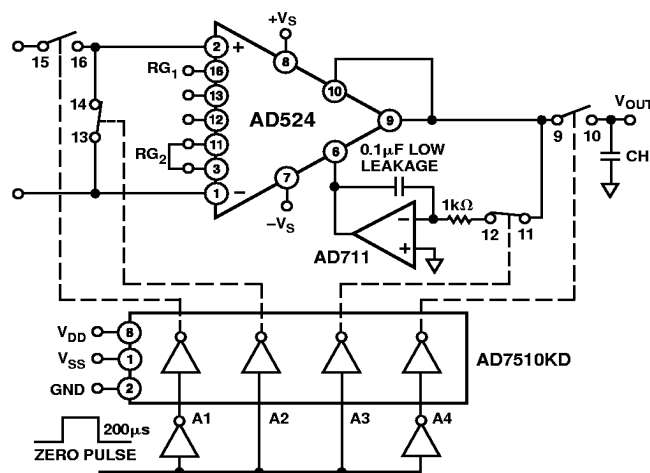 +VS
15 16
2 +
8
RG1
16
14
10
VOUT
13
AD524
9
9 10
12
13
11
6
0.1µF LOW
LEAKAGE
CH
RG2
3
7
1 –
1kΩ
–VS
–
12 11
+
AD711
VDD 8
VSS 1
AD7510KD
GND 2
200µs
A1 A2 A3 A4
ZERO PULSE